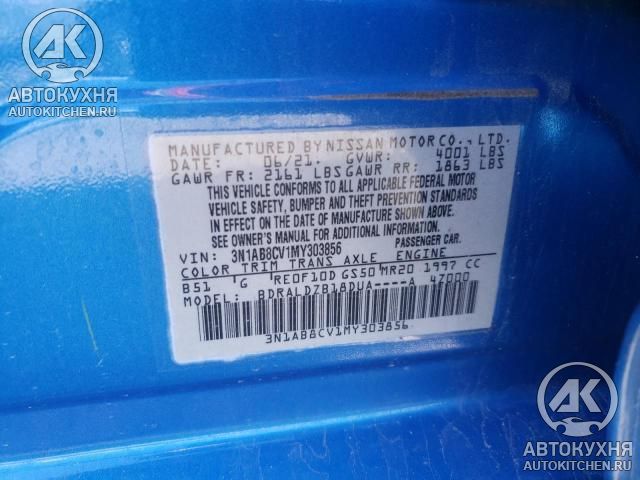 АК
АВТОКУХНЯ
AUTOKITCHEN.RU
MANUFACTURED BY NISSAN MOTOR CO., LTD.
DATE: 06/21. GVWR: 4001 LBS
GAWR FR: 2161 LBS GAWR RR: 1863 LBS
THIS VEHICLE CONFORMS TO ALL APPLICABLE FEDERAL MOTOR
VEHICLE SAFETY, BUMPER AND THEFT PREVENTION STANDARDS
IN EFFECT ON THE DATE OF MANUFACTURE SHOWN ABOVE.
SEE OWNER'S MANUAL FOR ADDITIONAL INFORMATION.
VIN: 3N1AB8CV1MY303856 PASSENGER CAR.
COLOR TRIM TRANS AXLE ENGINE
B51 G RE0F10D GS50 MR20 1997 CC
MODEL: BDRALDZB18DUA----A 4Z000
3N1AB8CV1MY303856
АК
АВТОКУХНЯ
AUTOKITCHEN.RU